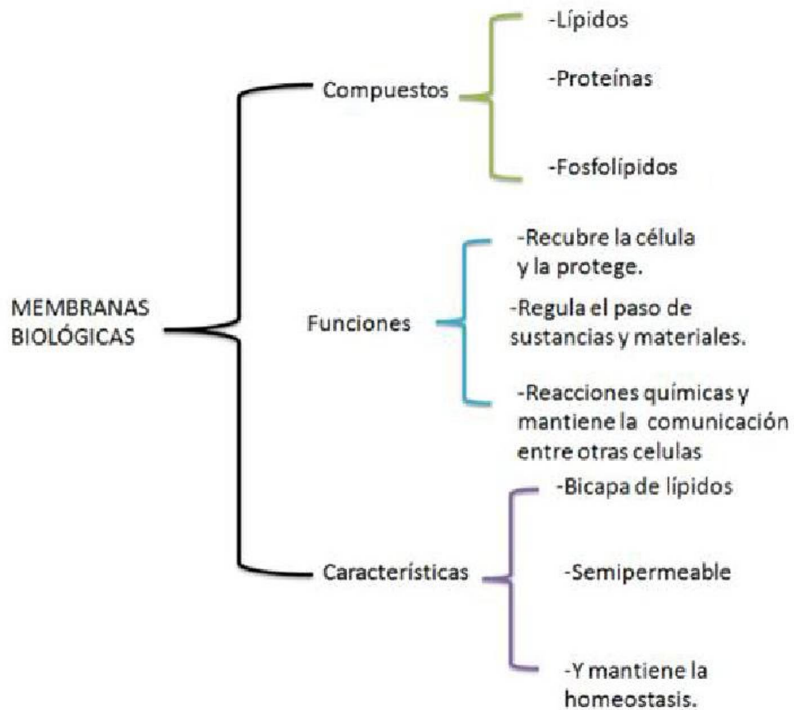 MEMBRANAS
BIOLÓGICAS
Compuestos
-Lípidos
-Proteínas
-Fosfolípidos
Funciones
-Recubre la célula
y la protege.
-Regula el paso de
sustancias y materiales.
-Reacciones químicas y
mantiene la comunicación
entre otras celulas
Características
-Bicapa de lípidos
-Semipermeable
-Y mantiene la
homeostasis.